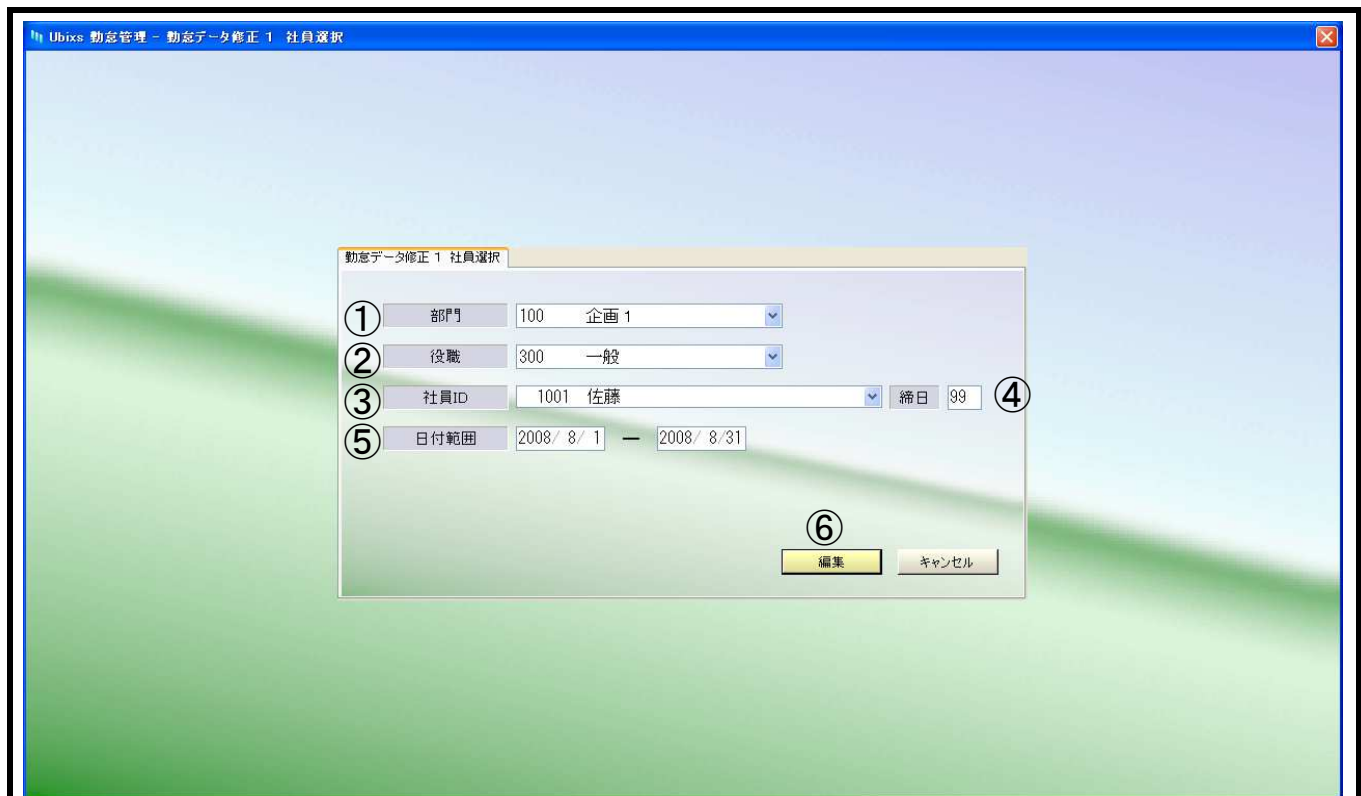 Ubixs 勤怠管理 - 勤怠データ修正 1 社員選択
勤怠データ修正 1 社員選択
① 部門 100 企画 1
② 役職 300 一般
③ 社員ID 1001 佐藤 締日 99 ④
⑤ 日付範囲 2008/ 8/ 1 ー 2008/ 8/31
⑥
編集 キャンセル